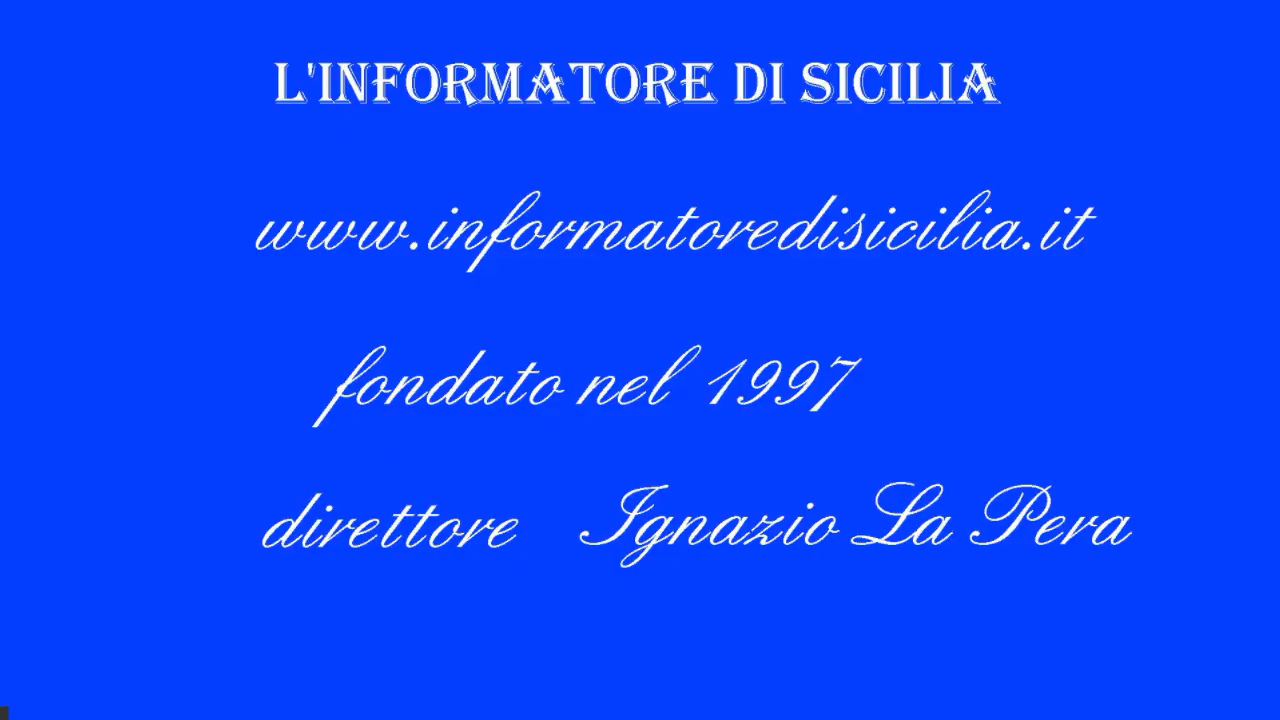 L'INFORMATORE DI SICILIA
www.informatoredisicilia.it
fondato nel 1997
direttore Ignazio La Pera